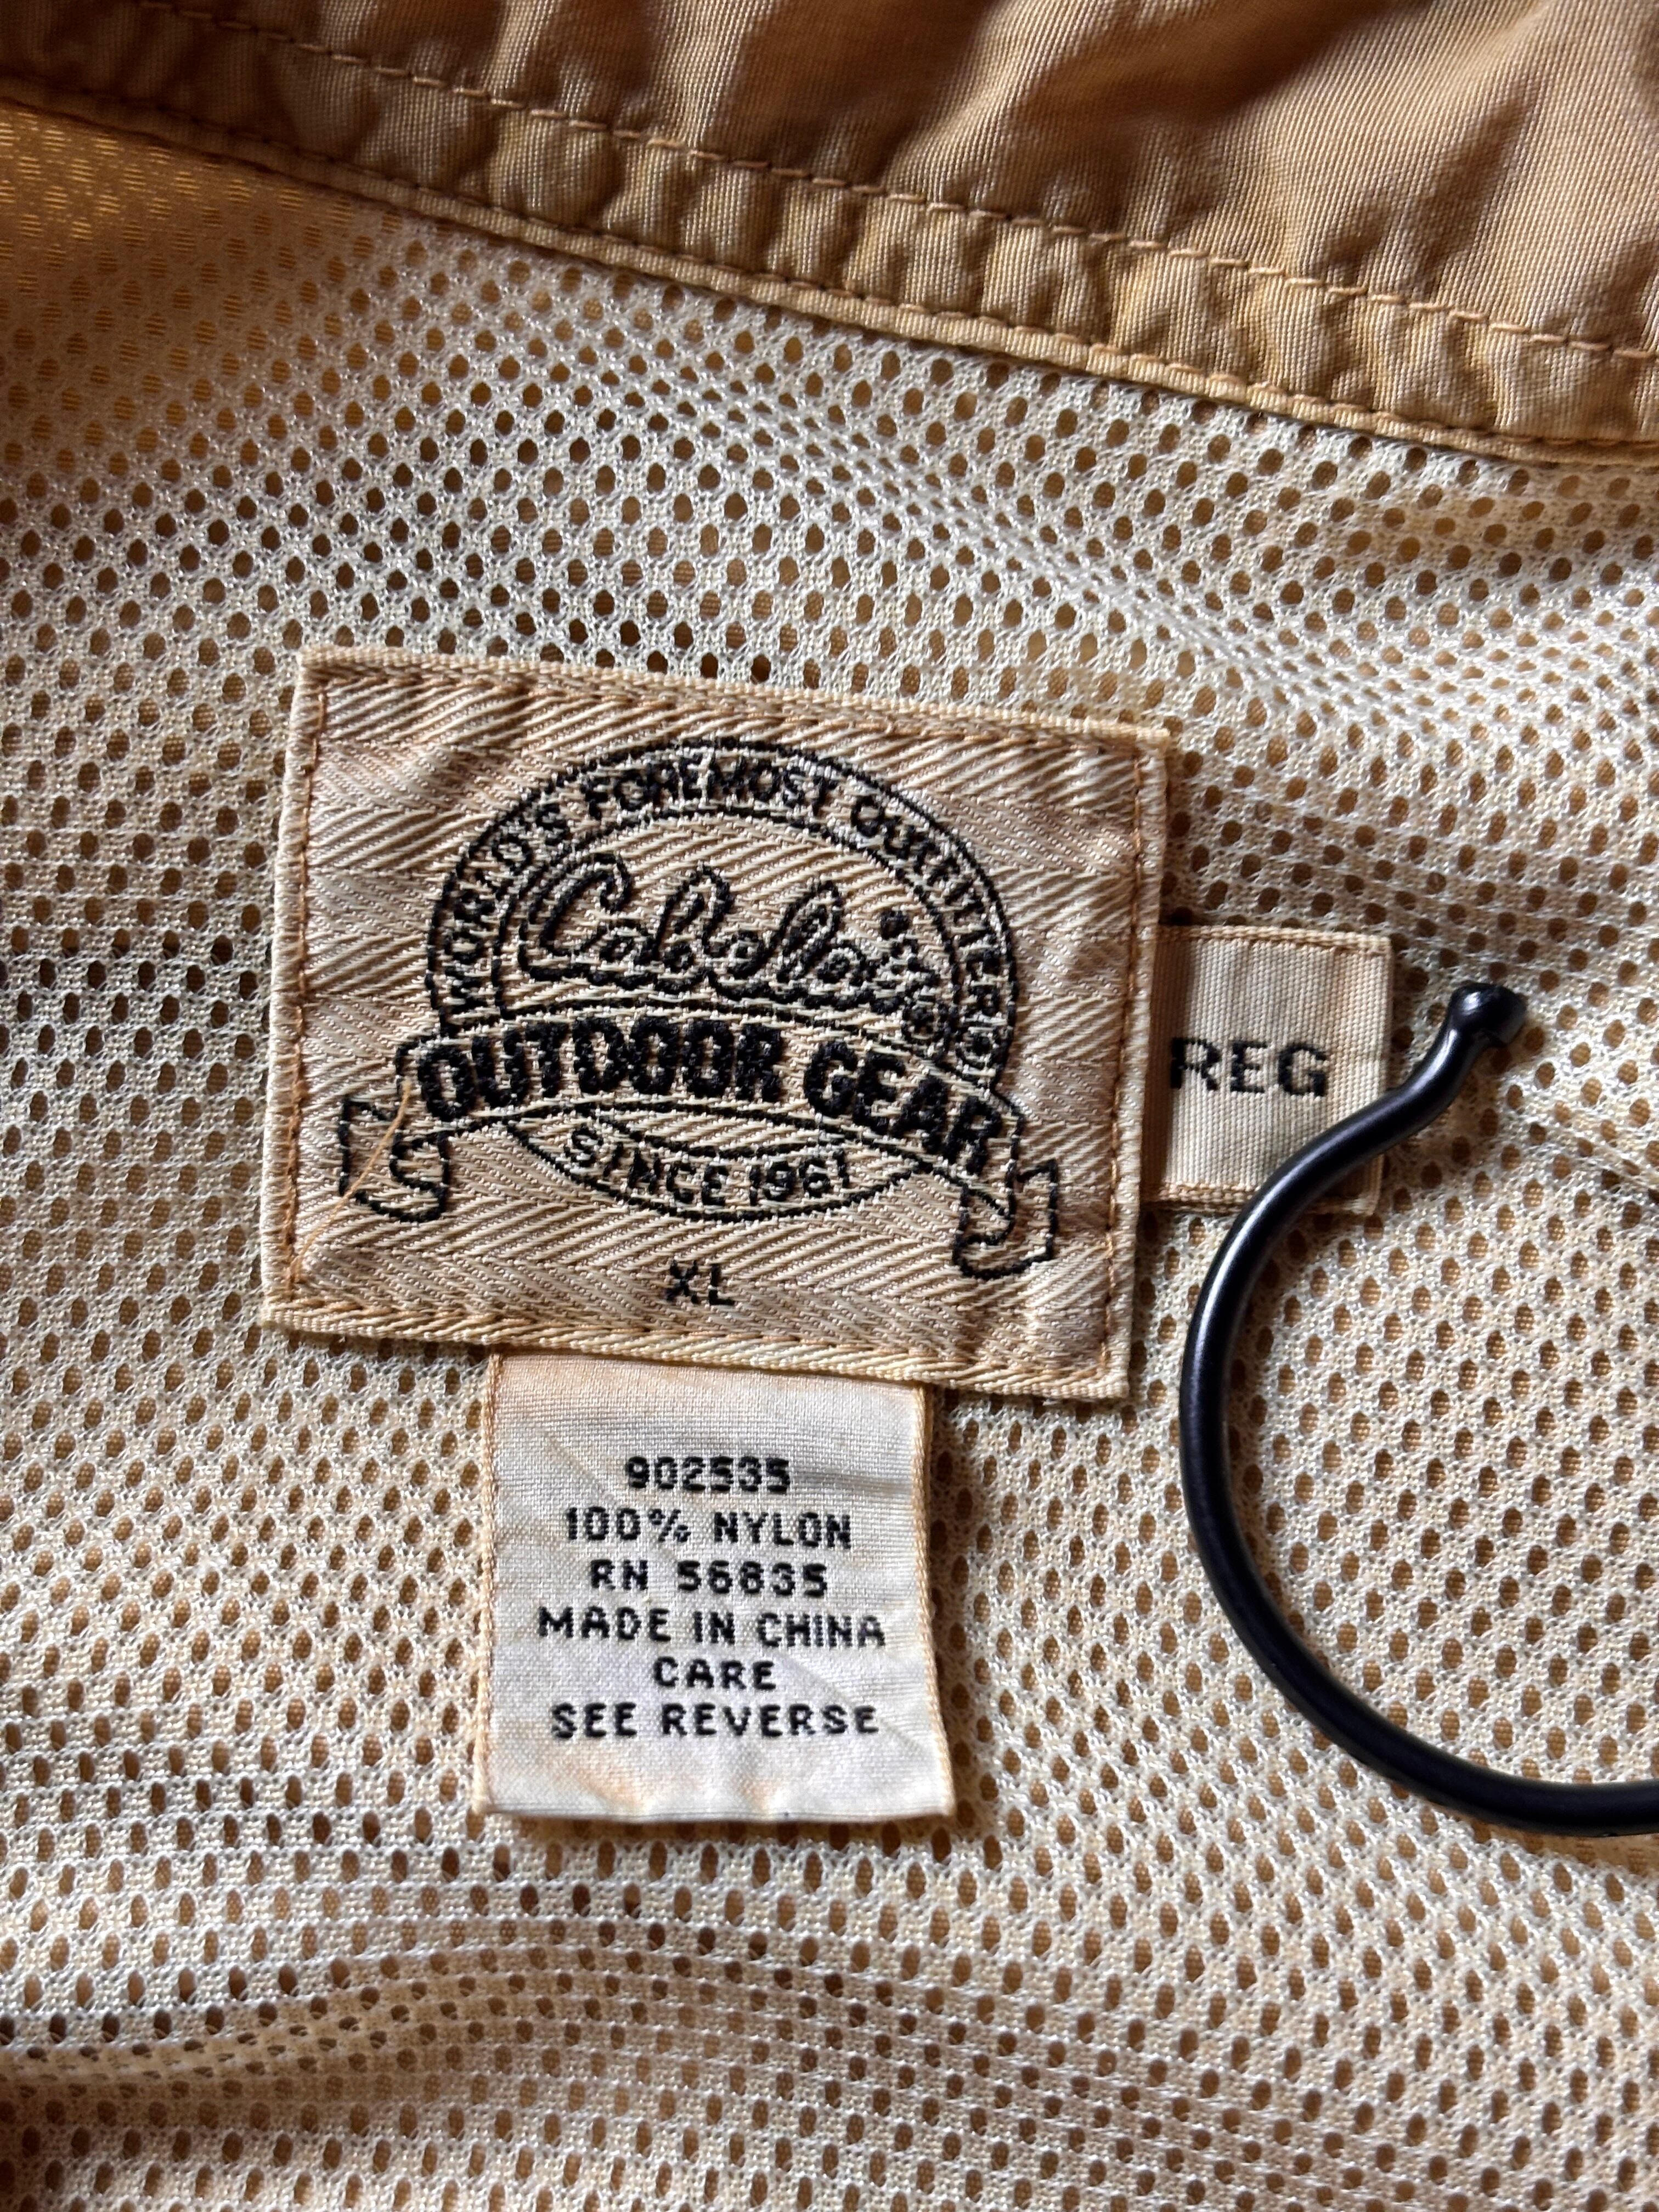 WORLD'S FOREMOST OUTFITTERS®
Cabela's®
OUTDOOR GEAR
SINCE 1961
XL
REG
902535
100% NYLON
RN 56835
MADE IN CHINA
CARE
SEE REVERSE